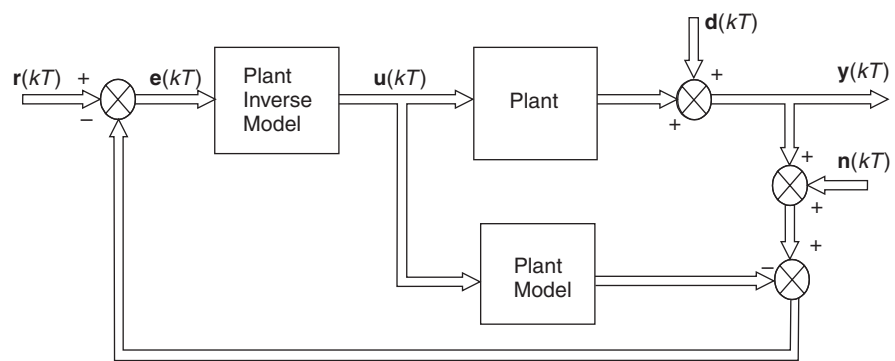 d(kT)
r(kT)
+
−
e(kT)
Plant
Inverse
Model
u(kT)
Plant
+
+
y(kT)
+
n(kT)
+
+
−
Plant
Model